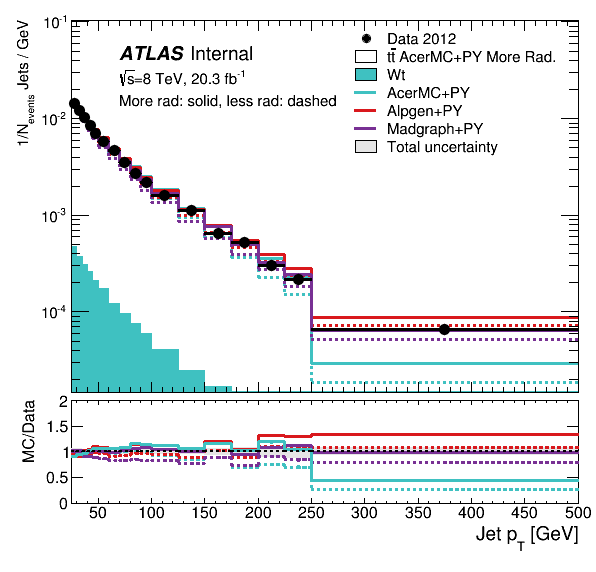 10⁻¹
10⁻²
10⁻³
10⁻⁴
1/N_events Jets / GeV
ATLAS Internal
√s=8 TeV, 20.3 fb⁻¹
More rad: solid, less rad: dashed
Data 2012
tt̄ AcerMC+PY More Rad.
Wt
AcerMC+PY
Alpgen+PY
Madgraph+PY
Total uncertainty
MC/Data
2
1.5
1
0.5
0
50 100 150 200 250 300 350 400 450 500
Jet p_T [GeV]